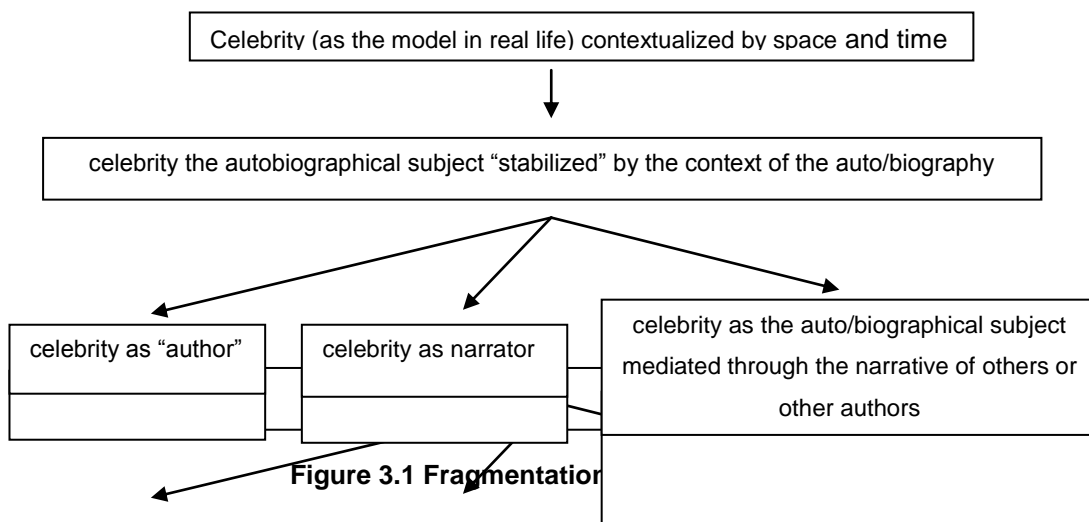 Celebrity (as the model in real life) contextualized by space and time
celebrity the autobiographical subject “stabilized” by the context of the auto/biography
celebrity as “author”
celebrity as narrator
celebrity as the auto/biographical subject
mediated through the narrative of others or
other authors
Figure 3.1 Fragmentation